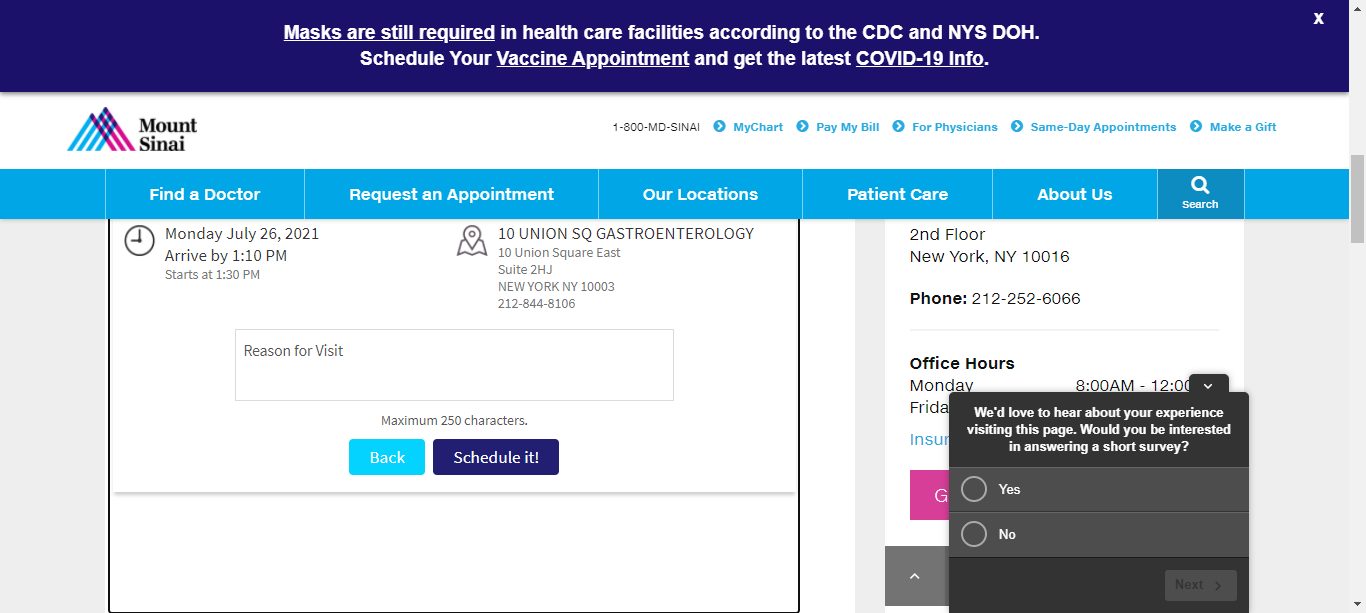 Masks are still required in health care facilities according to the CDC and NYS DOH.
Schedule Your Vaccine Appointment and get the latest COVID-19 Info.
X
Mount
Sinai
1-800-MD-SINAI MyChart Pay My Bill For Physicians Same-Day Appointments Make a Gift
Find a Doctor Request an Appointment Our Locations Patient Care About Us Search
Monday July 26, 2021
Arrive by 1:10 PM
Starts at 1:30 PM
10 UNION SQ GASTROENTEROLOGY
10 Union Square East
Suite 2HJ
NEW YORK NY 10003
212-844-8106
Reason for Visit
Maximum 250 characters.
Back Schedule it!
2nd Floor
New York, NY 10016
Phone: 212-252-6066
Office Hours
Monday 8:00AM - 12:00
Frida
Insur
G
We'd love to hear about your experience
visiting this page. Would you be interested
in answering a short survey?
Yes
No
Next